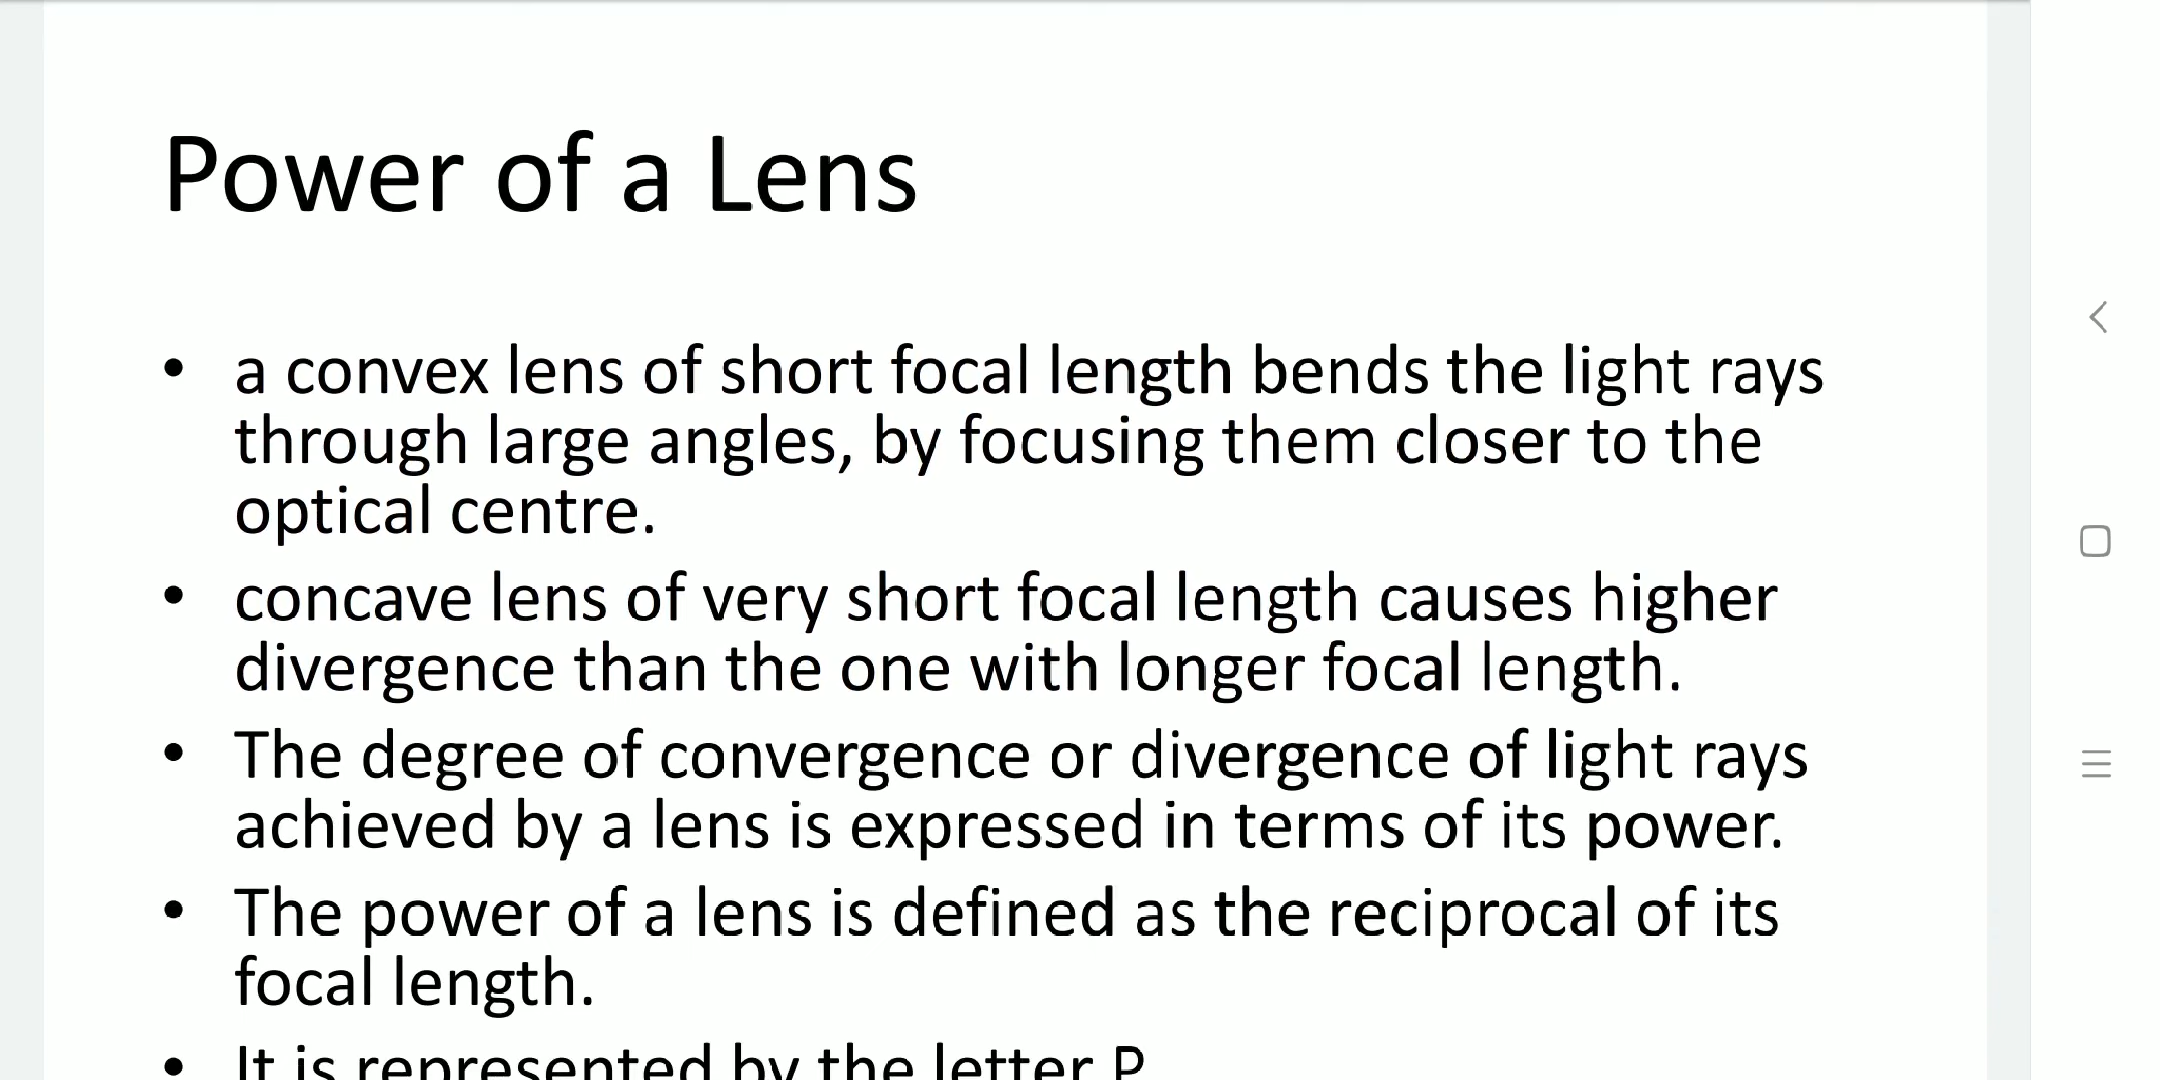 Power of a Lens
• a convex lens of short focal length bends the light rays
through large angles, by focusing them closer to the
optical centre.
• concave lens of very short focal length causes higher
divergence than the one with longer focal length.
• The degree of convergence or divergence of light rays
achieved by a lens is expressed in terms of its power.
• The power of a lens is defined as the reciprocal of its
focal length.
• It is represented by the letter P